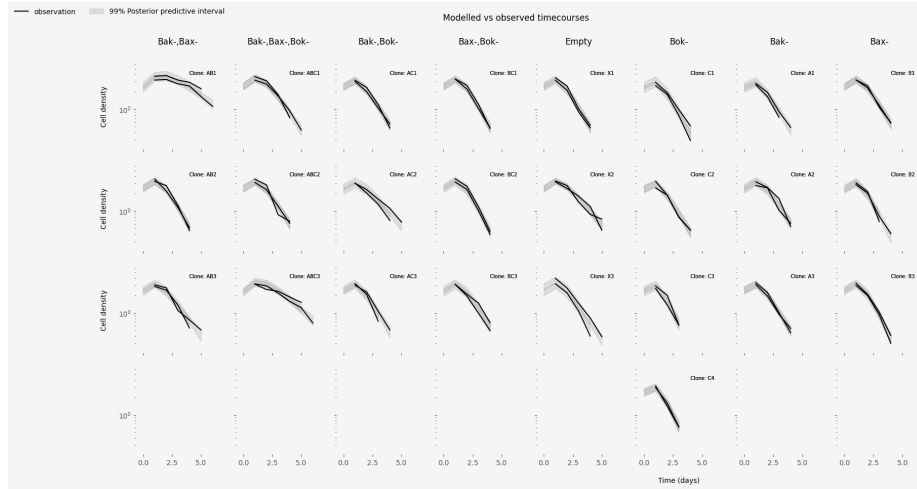 observation 99% Posterior predictive interval
Modelled vs observed timecourses
Bak-,Bax- Bak-,Bax-,Bok- Bak-,Bok- Bax-,Bok- Empty Bok- Bak- Bax-
Clone: AB1 Clone: ABC1 Clone: AC1 Clone: BC1 Clone: X1 Clone: C1 Clone: A1 Clone: B1
Cell density
10⁰
Clone: AB2 Clone: ABC2 Clone: AC2 Clone: BC2 Clone: X2 Clone: C2 Clone: A2 Clone: B2
Cell density
10⁰
Clone: AB3 Clone: ABC3 Clone: AC3 Clone: BC3 Clone: X3 Clone: C3 Clone: A3 Clone: B3
Cell density
10⁰
Clone: C4
10⁰
0.0 2.5 5.0 0.0 2.5 5.0 0.0 2.5 5.0 0.0 2.5 5.0 0.0 2.5 5.0 0.0 2.5 5.0 0.0 2.5 5.0 0.0 2.5 5.0
Time (days)